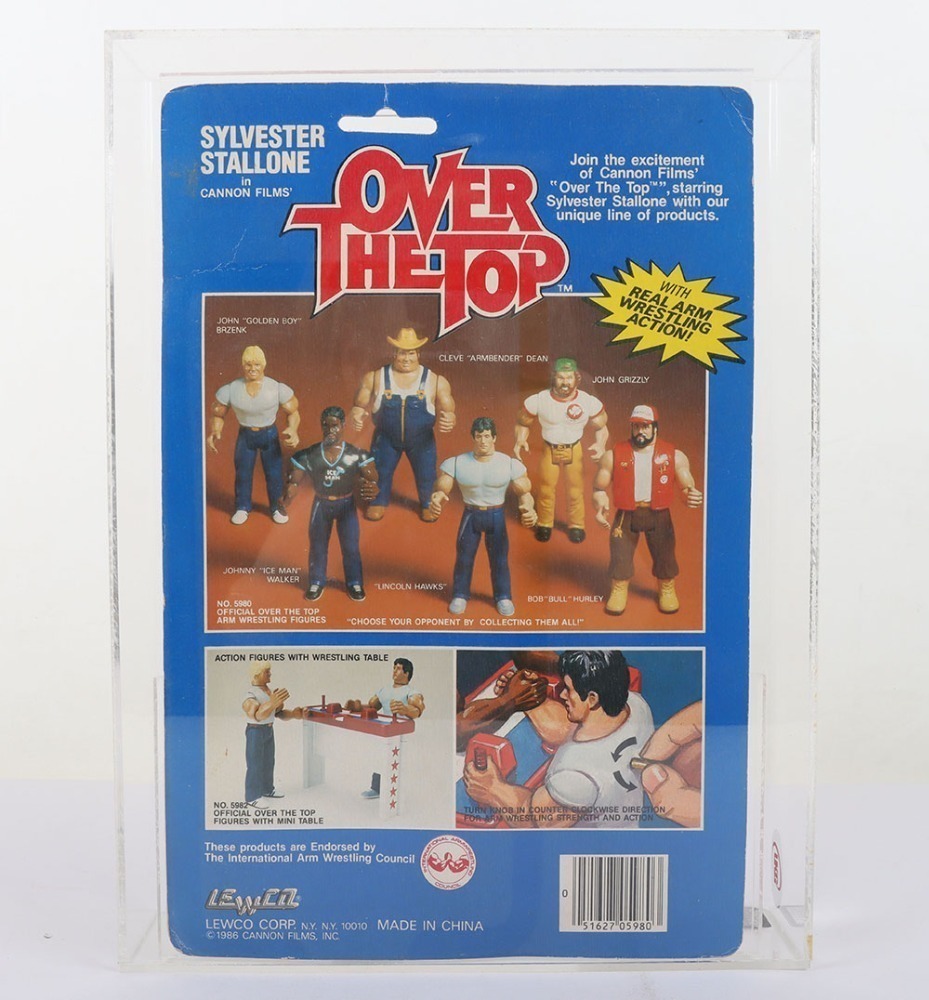 SYLVESTER
STALLONE
in
CANNON FILMS'
OVER
THE TOP
TM
Join the excitement
of Cannon Films'
"Over The Top™", starring
Sylvester Stallone with our
unique line of products.
WITH
REAL ARM
WRESTLING
ACTION!
JOHN "GOLDEN BOY"
BRZENK
CLEVE "ARMBENDER" DEAN
JOHN GRIZZLY
ICE
MAN
JOHNNY "ICE MAN"
WALKER
"LINCOLN HAWKS"
BOB "BULL" HURLEY
NO. 5980
OFFICIAL OVER THE TOP
ARM WRESTLING FIGURES
"CHOOSE YOUR OPPONENT BY COLLECTING THEM ALL!"
ACTION FIGURES WITH WRESTLING TABLE
NO. 5982
OFFICIAL OVER THE TOP
FIGURES WITH MINI TABLE
TURN KNOB IN COUNTER CLOCKWISE DIRECTION
FOR ARM WRESTLING STRENGTH AND ACTION
These products are Endorsed by
The International Arm Wrestling Council
INTERNATIONAL ARMWRESTLING
COUNCIL
LEWCO
LEWCO CORP. N.Y. N.Y. 10010 MADE IN CHINA
© 1986 CANNON FILMS, INC.
0 51627 05980
UKG